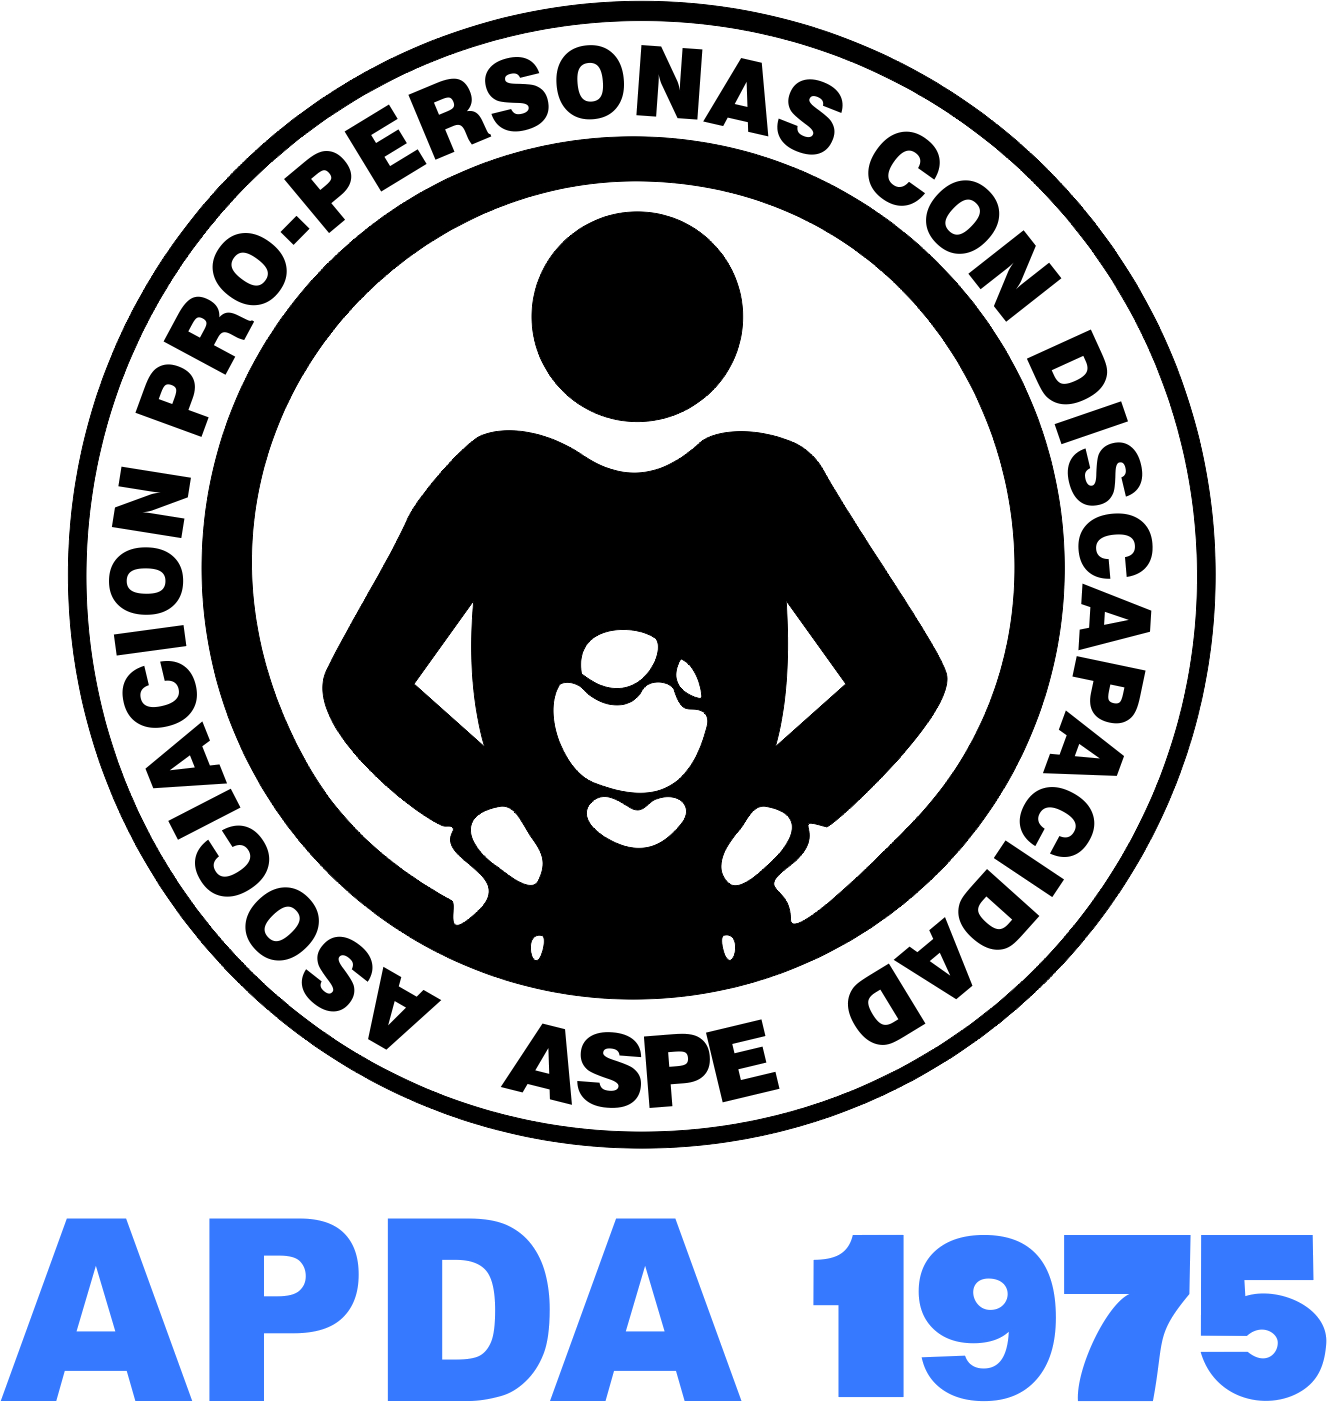 ASOCIACION PRO-PERSONAS CON DISCAPACIDAD
ASPE
APDA 1975